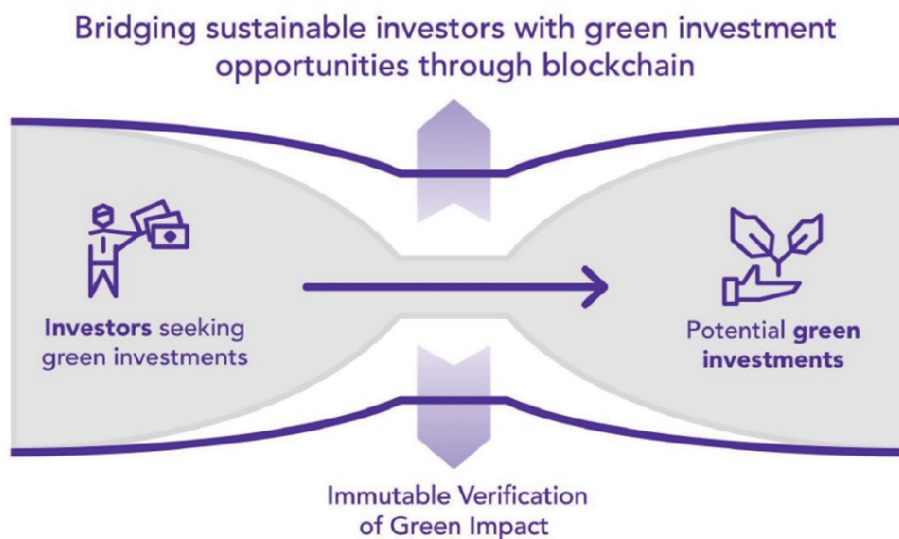 Bridging sustainable investors with green investment
opportunities through blockchain
Investors seeking
green investments
Potential green
investments
Immutable Verification
of Green Impact